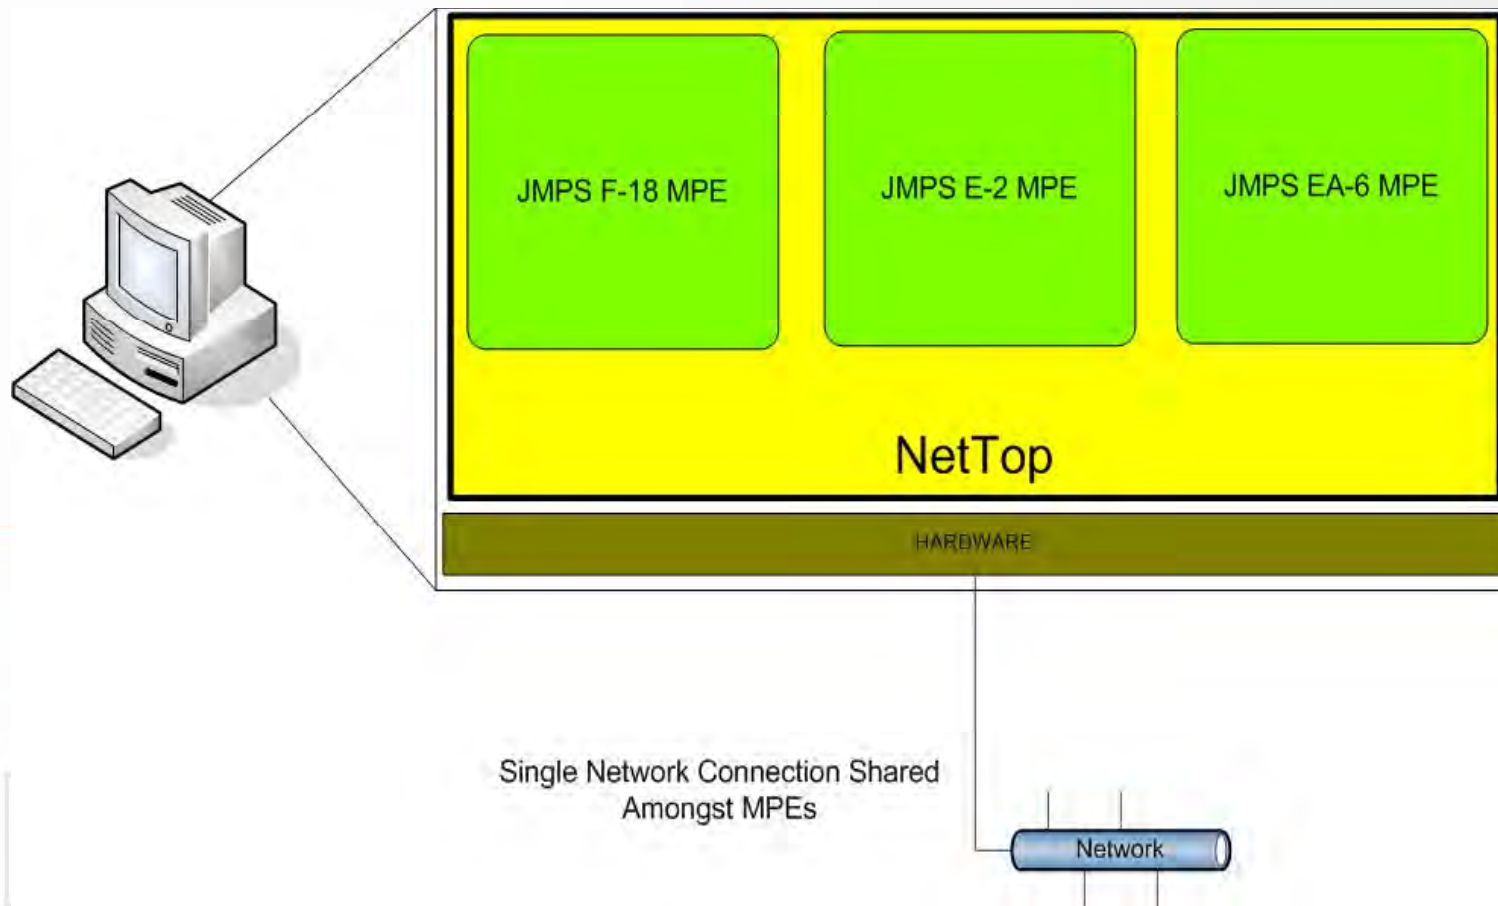 JMPS F-18 MPE
JMPS E-2 MPE
JMPS EA-6 MPE
NetTop
HARDWARE
Single Network Connection Shared
Amongst MPEs
Network